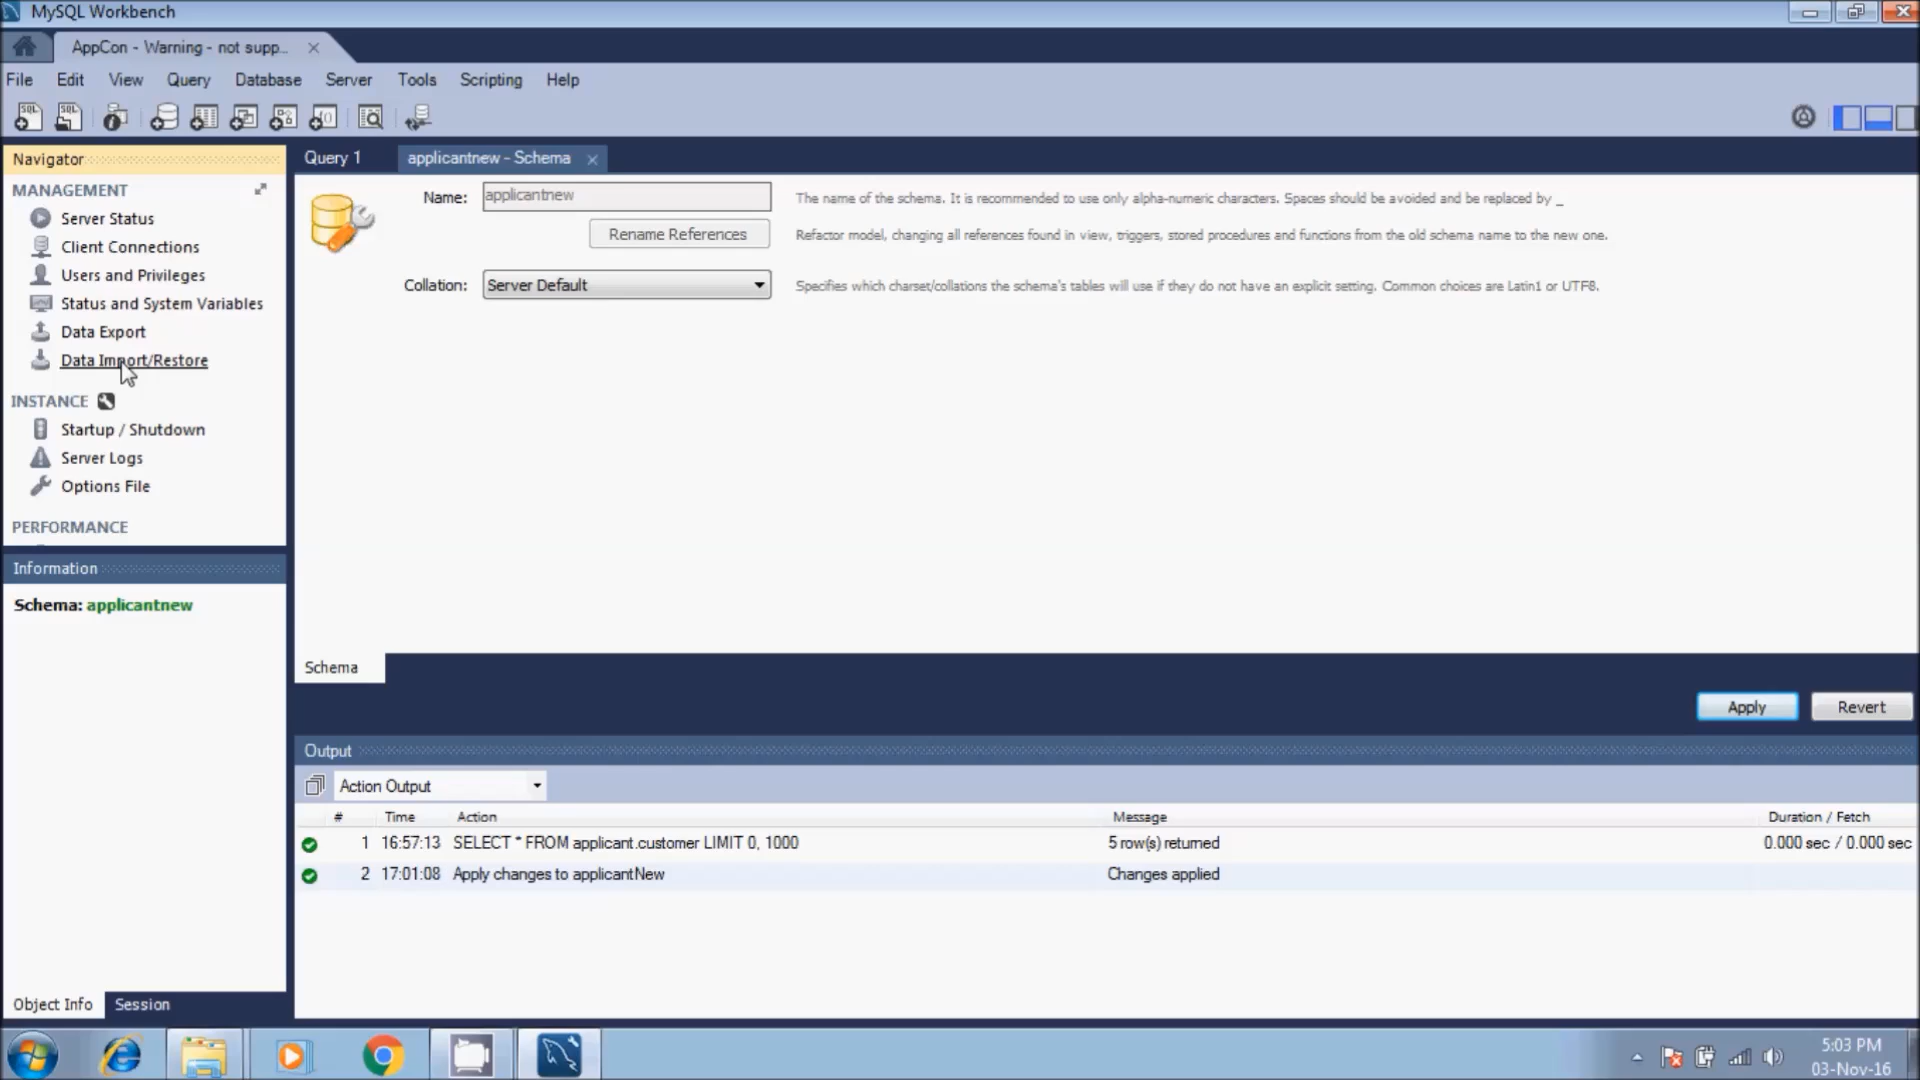 MySQL Workbench
AppCon - Warning - not supp...
File Edit View Query Database Server Tools Scripting Help
SQL SQL
Navigator
MANAGEMENT
Server Status
Client Connections
Users and Privileges
Status and System Variables
Data Export
Data Import/Restore
INSTANCE
Startup / Shutdown
Server Logs
Options File
PERFORMANCE
Information
Schema: applicantnew
Object Info Session
Query 1 applicantnew - Schema
Name: applicantnew The name of the schema. It is recommended to use only alpha-numeric characters. Spaces should be avoided and be replaced by _
Rename References Refactor model, changing all references found in view, triggers, stored procedures and functions from the old schema name to the new one.
Collation: Server Default Specifies which charset/collations the schema's tables will use if they do not have an explicit setting. Common choices are Latin1 or UTF8.
Schema
Apply Revert
Output
Action Output
# Time Action Message Duration / Fetch
1 16:57:13 SELECT * FROM applicant.customer LIMIT 0, 1000 5 row(s) returned 0.000 sec / 0.000 sec
2 17:01:08 Apply changes to applicantNew Changes applied
5:03 PM
03-Nov-16